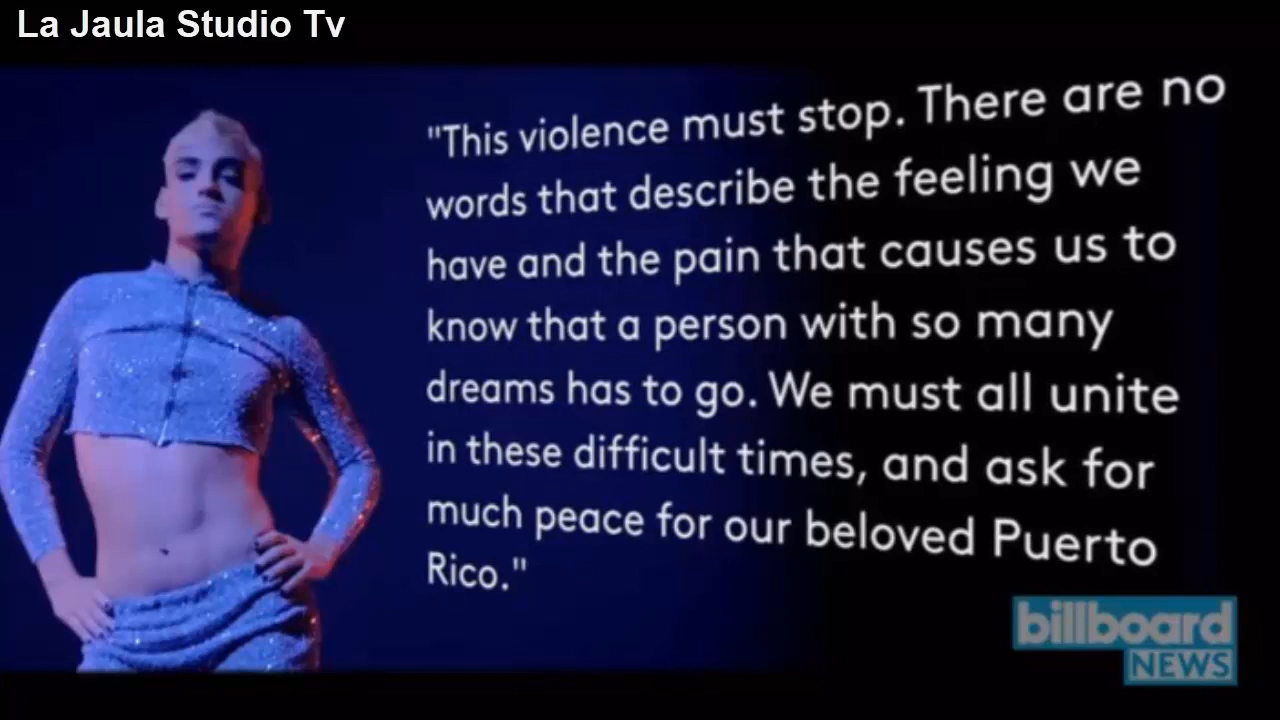 La Jaula Studio Tv
"This violence must stop. There are no
words that describe the feeling we
have and the pain that causes us to
know that a person with so many
dreams has to go. We must all unite
in these difficult times, and ask for
much peace for our beloved Puerto
Rico."
billboard
NEWS